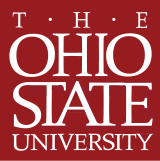 T · H · E
OHIO
STATE
UNIVERSITY